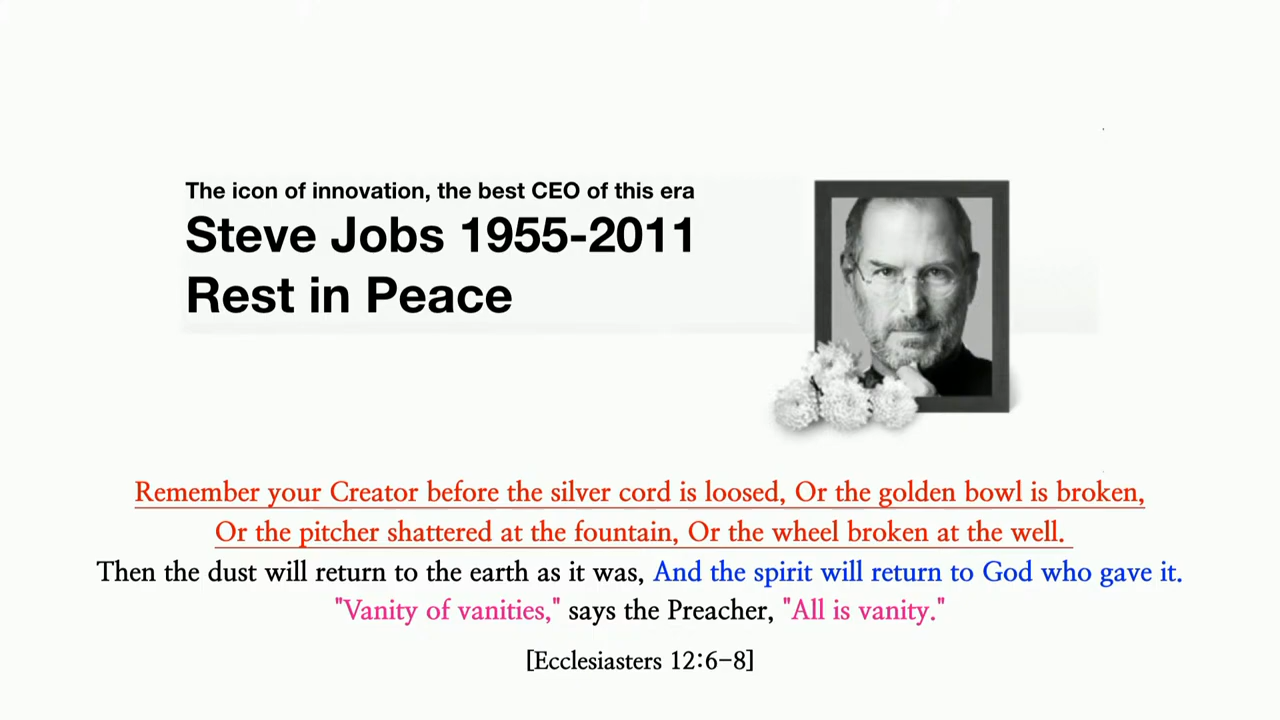 The icon of innovation, the best CEO of this era
Steve Jobs 1955-2011
Rest in Peace
Remember your Creator before the silver cord is loosed, Or the golden bowl is broken,
Or the pitcher shattered at the fountain, Or the wheel broken at the well.
Then the dust will return to the earth as it was, And the spirit will return to God who gave it.
"Vanity of vanities," says the Preacher, "All is vanity."
[Ecclesiasters 12:6-8]